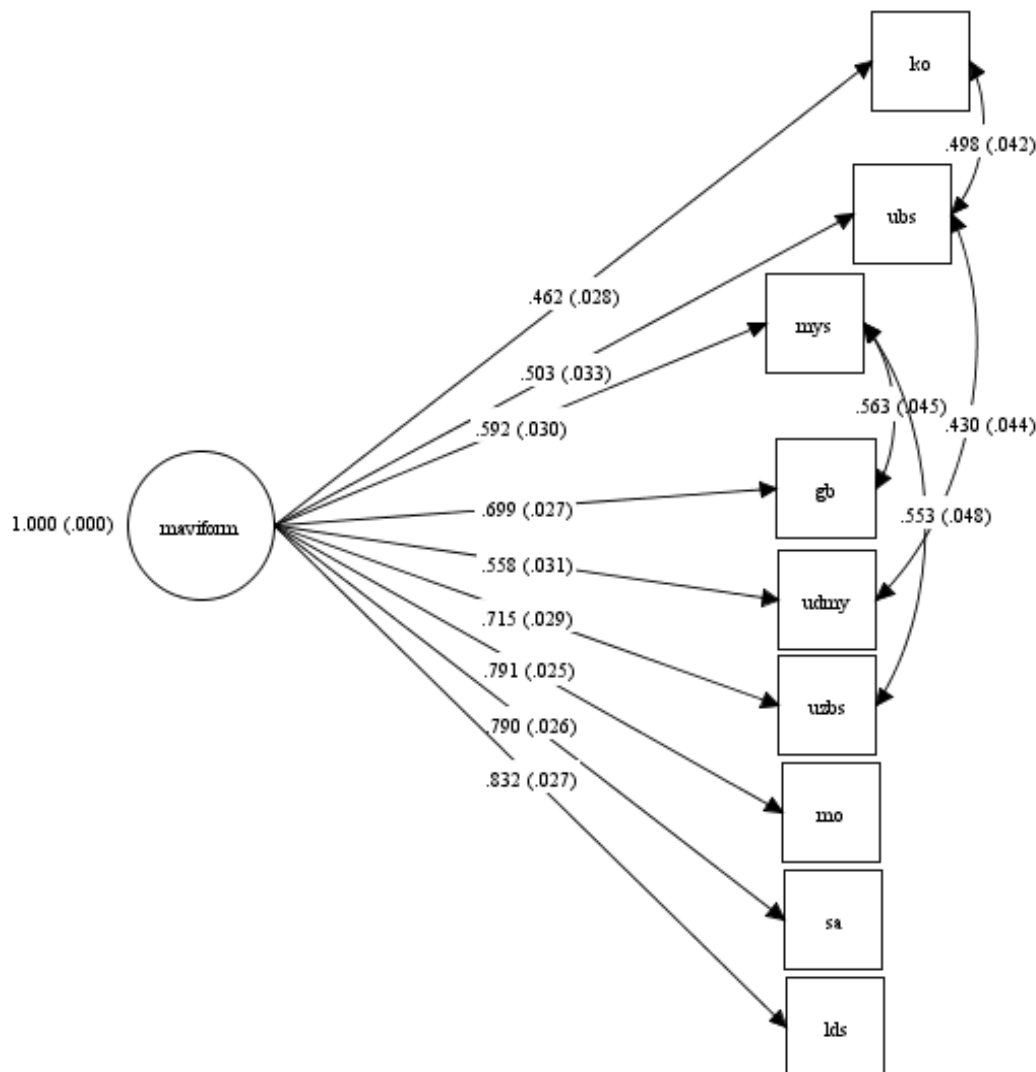 ko
.498 (.042)
ubs
.462 (.028)
mys
.503 (.033)
.592 (.030)
.563 (.045)
.430 (.044)
gb
.699 (.027)
.553 (.048)
1.000 (.000)
maviform
.558 (.031)
udmy
.715 (.029)
.791 (.025)
uzbs
.790 (.026)
.832 (.027)
mo
sa
lds